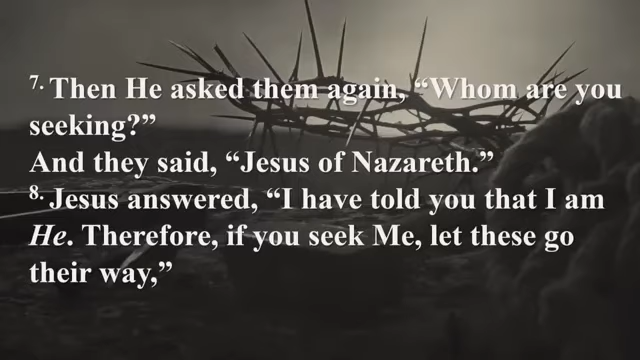 7. Then He asked them again, “Whom are you
seeking?”
And they said, “Jesus of Nazareth.”
8. Jesus answered, “I have told you that I am
He. Therefore, if you seek Me, let these go
their way,”